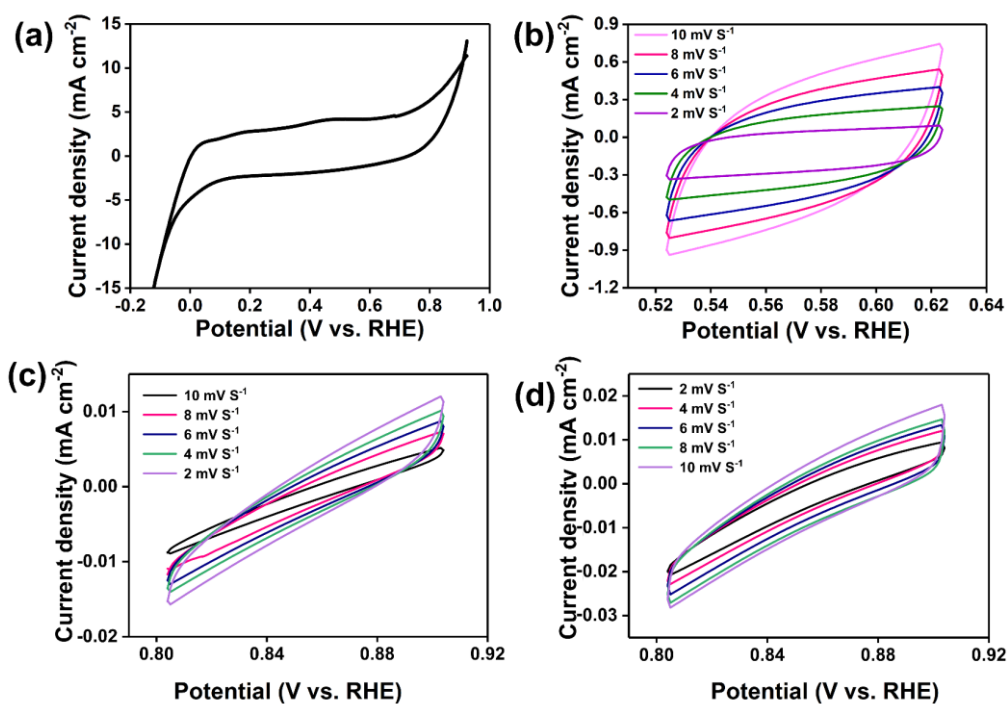 (a)
15
10
5
0
-5
-10
-15
Current density (mA cm-2)
-0.2 0.0 0.2 0.4 0.6 0.8 1.0
Potential (V vs. RHE)
(b)
10 mV S-1
8 mV S-1
6 mV S-1
4 mV S-1
2 mV S-1
0.9
0.6
0.3
0.0
-0.3
-0.6
-0.9
-1.2
Current density (mA cm-2)
0.52 0.54 0.56 0.58 0.60 0.62 0.64
Potential (V vs. RHE)
(c)
10 mV S-1
8 mV S-1
6 mV S-1
4 mV S-1
2 mV S-1
0.01
0.00
-0.01
-0.02
Current density (mA cm-2)
0.80 0.84 0.88 0.92
Potential (V vs. RHE)
(d)
2 mV S-1
4 mV S-1
6 mV S-1
8 mV S-1
10 mV S-1
0.02
0.01
0.00
-0.01
-0.02
-0.03
Current densitv (mA cm-2)
0.80 0.84 0.88 0.92
Potential (V vs. RHE)